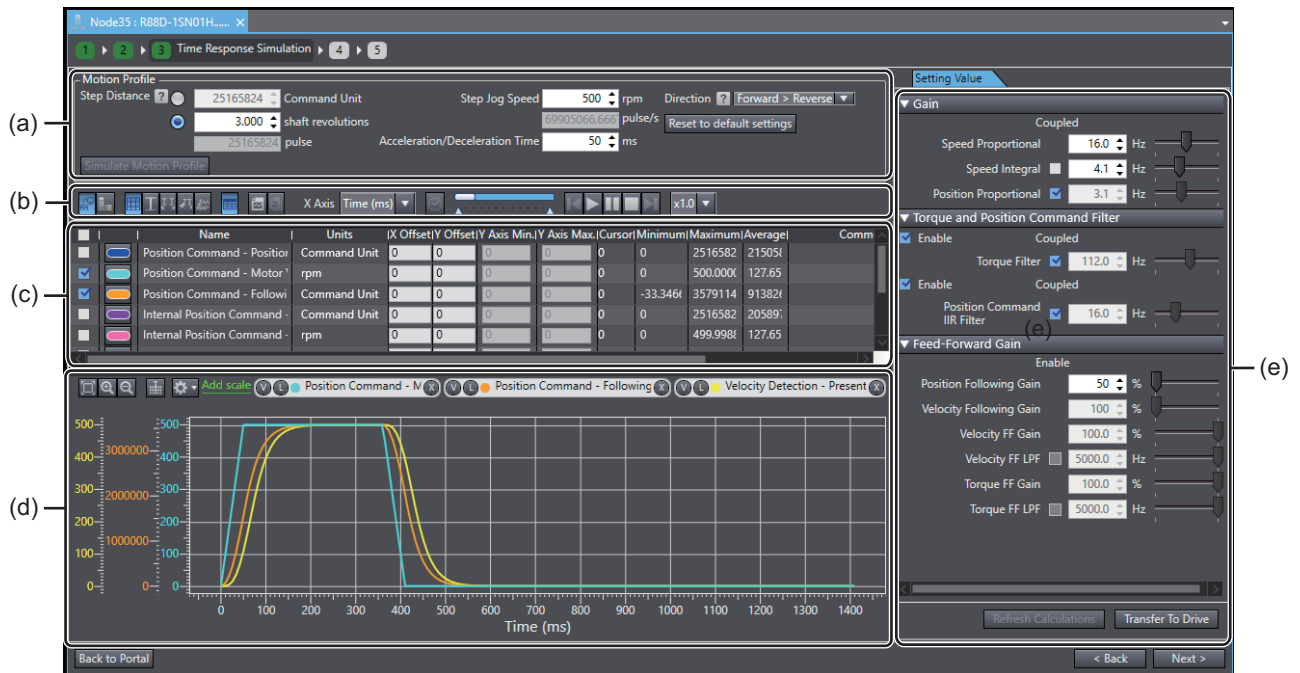 Node35 : R88D-1SN01H...... ×
1 2 3 Time Response Simulation 4 5
(a)
Motion Profile
Step Distance ? 25165824 Command Unit Step Jog Speed 500 rpm Direction ? Forward > Reverse
3.000 shaft revolutions 69905066.666 pulse/s Reset to default settings
25165824 pulse Acceleration/Deceleration Time 50 ms
Simulate Motion Profile
(b)
T X Axis Time (ms) x1.0
(c)
Name Units X Offset Y Offset Y Axis Min. Y Axis Max. Cursor Minimum Maximum Average Comm
Position Command - Position Command Unit 0 0 0 0 0 0 2516582 215058
Position Command - Motor rpm 0 0 0 0 0 0 500.000( 127.65
Position Command - Followi Command Unit 0 0 0 0 0 -33.346( 3579114 913826
Internal Position Command - Command Unit 0 0 0 0 0 0 2516582 205897
Internal Position Command - rpm 0 0 0 0 0 0 499.998( 127.65
(d)
Add scale V L Position Command - M X V L Position Command - Following X V L Velocity Detection - Present X
500 500
400 3000000 400
300 300
2000000
200 200
1000000
100 100
0 0 0
0 100 200 300 400 500 600 700 800 900 1000 1100 1200 1300 1400
Time (ms)
Back to Portal
Setting Value
Gain
Coupled
Speed Proportional 16.0 Hz
Speed Integral 4.1 Hz
Position Proportional 3.1 Hz
Torque and Position Command Filter
Enable Coupled
Torque Filter 112.0 Hz
Enable Coupled
Position Command
IIR Filter 16.0 Hz
(e)
Feed-Forward Gain
Enable
Position Following Gain 50 %
Velocity Following Gain 100 %
Velocity FF Gain 100.0 %
Velocity FF LPF 5000.0 Hz
Torque FF Gain 100.0 %
Torque FF LPF 5000.0 Hz
Refresh Calculations Transfer To Drive
< Back Next >
(e)